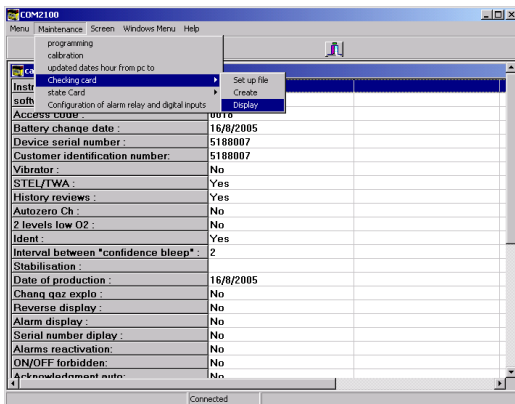 COM2100
Menu Maintenance Screen Windows Menu Help
programming
calibration
updated dates hour from pc to
Checking card
state Card
Configuration of alarm relay and digital inputs
Set up file
Create
Display
Access code : 0018
Battery change date : 16/8/2005
Device serial number : 5188007
Customer identification number: 5188007
Vibrator : No
STEL/TWA : Yes
History reviews : Yes
Autozero Ch : No
2 levels low O2 : No
Ident : Yes
Interval between "confidence bleep" : 2
Stabilisation :
Date of production : 16/8/2005
Chang gaz explo : No
Reverse display : No
Alarm display : No
Serial number diplay : No
Alarms reactivation: No
ON/OFF forbidden: No
Acknowledgment auto: No
Connected